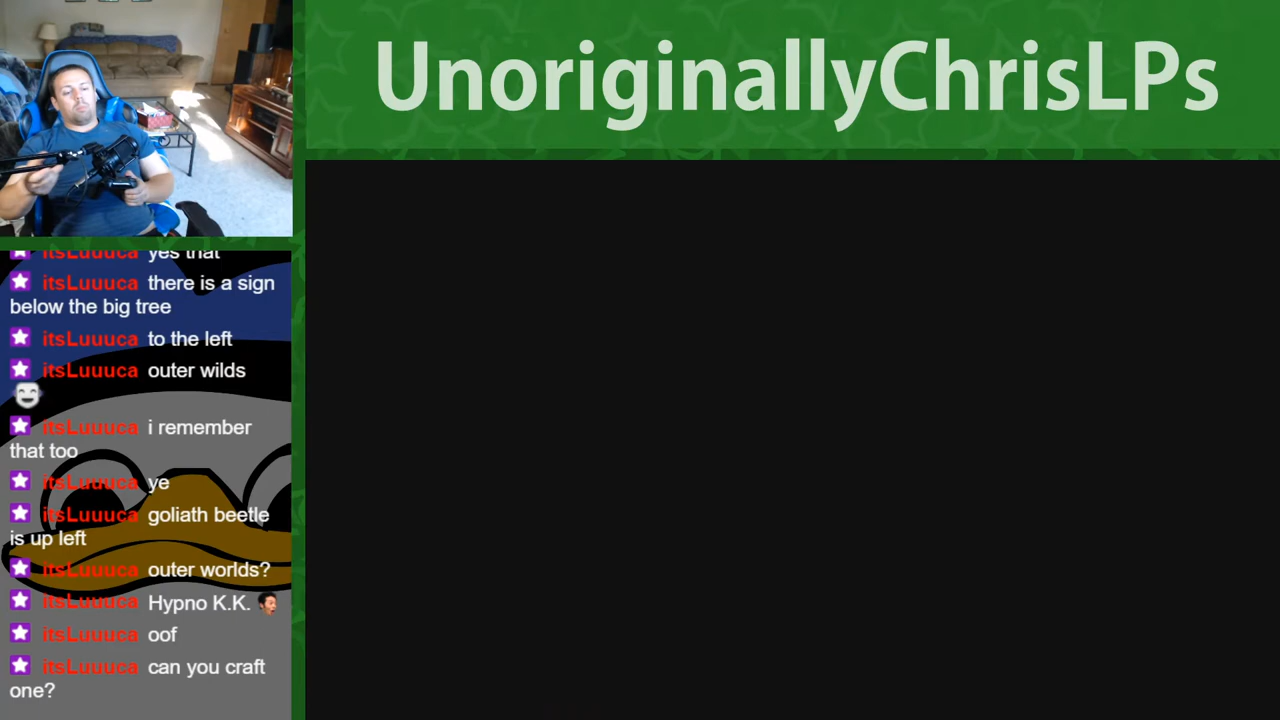 UnoriginallyChrisLPs
itsLuuuca yes that
itsLuuuca there is a sign
below the big tree
itsLuuuca to the left
itsLuuuca outer wilds
itsLuuuca i remember
that too
itsLuuuca ye
itsLuuuca goliath beetle
is up left
itsLuuuca outer worlds?
itsLuuuca Hypno K.K.
itsLuuuca oof
itsLuuuca can you craft
one?